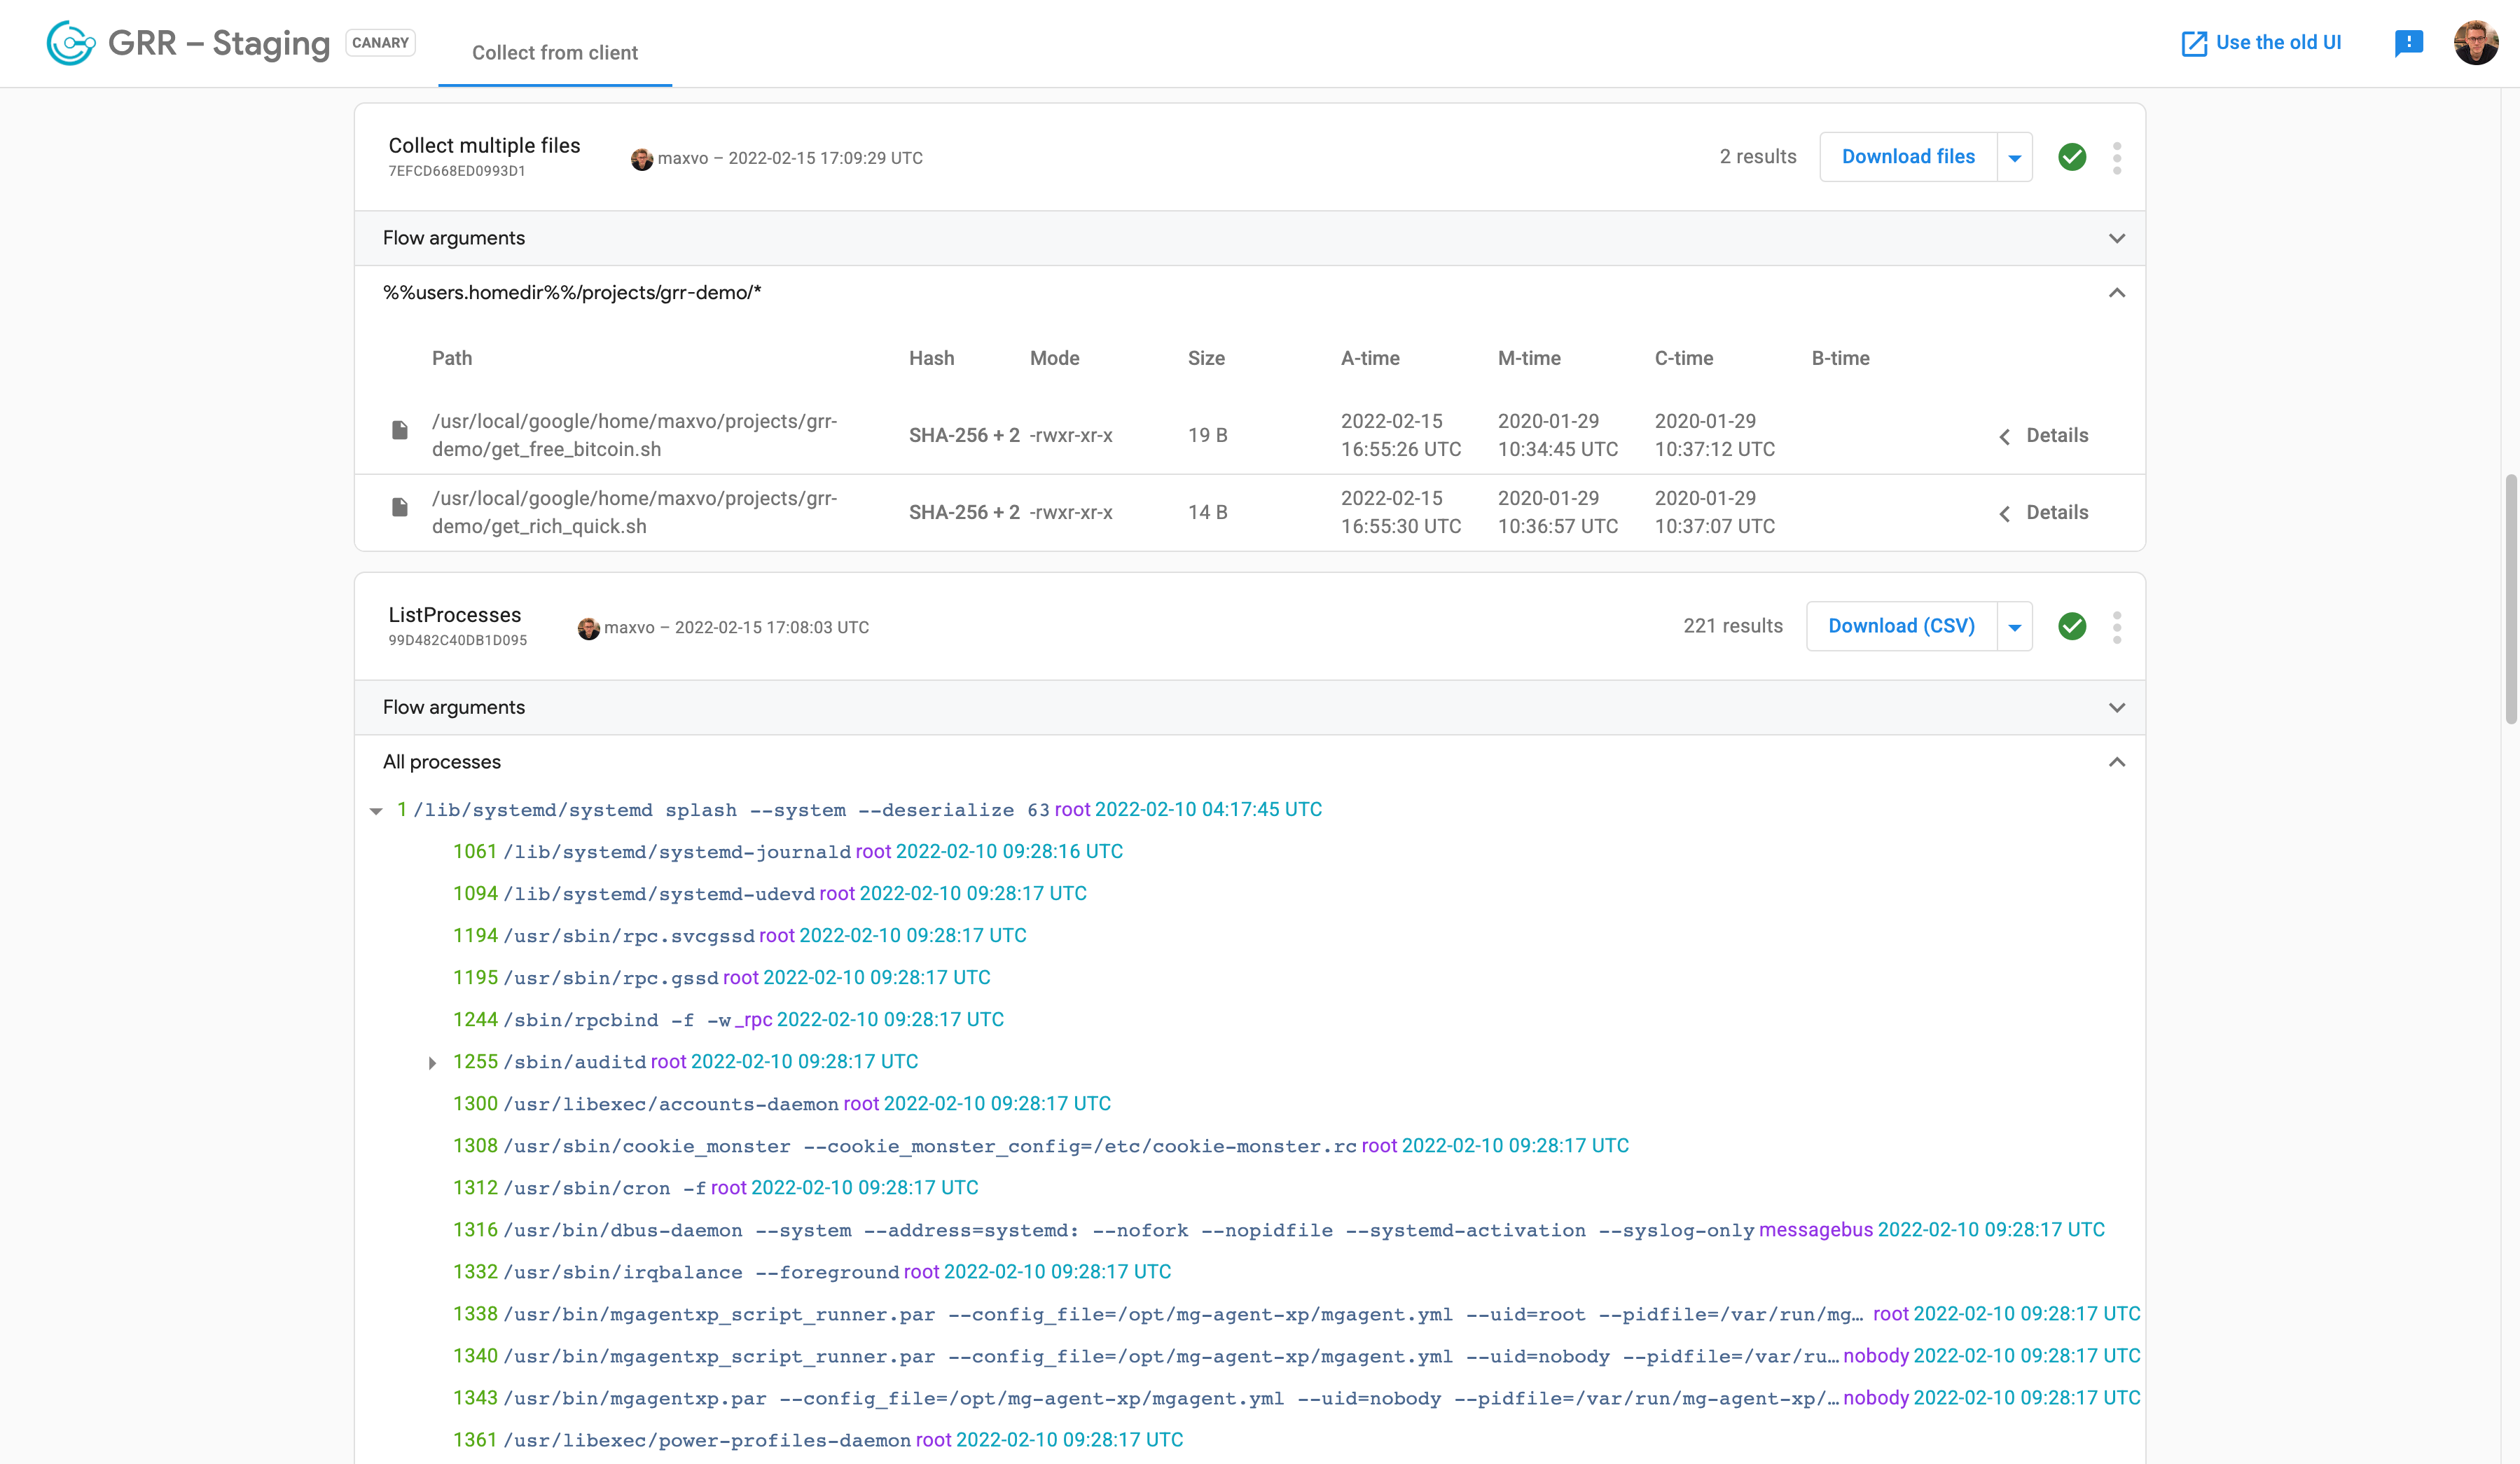 GRR – Staging CANARY Collect from client Use the old UI
Collect multiple files
7EFCD668ED0993D1
maxvo – 2022-02-15 17:09:29 UTC
2 results Download files
Flow arguments
%%users.homedir%%/projects/grr-demo/*
Path Hash Mode Size A-time M-time C-time B-time
/usr/local/google/home/maxvo/projects/grr-
demo/get_free_bitcoin.sh
SHA-256 + 2 -rwxr-xr-x 19 B
2022-02-15
16:55:26 UTC
2020-01-29
10:34:45 UTC
2020-01-29
10:37:12 UTC
Details
/usr/local/google/home/maxvo/projects/grr-
demo/get_rich_quick.sh
SHA-256 + 2 -rwxr-xr-x 14 B
2022-02-15
16:55:30 UTC
2020-01-29
10:36:57 UTC
2020-01-29
10:37:07 UTC
Details
ListProcesses
99D482C40DB1D095
maxvo – 2022-02-15 17:08:03 UTC
221 results Download (CSV)
Flow arguments
All processes
1 /lib/systemd/systemd splash --system --deserialize 63 root 2022-02-10 04:17:45 UTC
1061 /lib/systemd/systemd-journald root 2022-02-10 09:28:16 UTC
1094 /lib/systemd/systemd-udevd root 2022-02-10 09:28:17 UTC
1194 /usr/sbin/rpc.svcgssd root 2022-02-10 09:28:17 UTC
1195 /usr/sbin/rpc.gssd root 2022-02-10 09:28:17 UTC
1244 /sbin/rpcbind -f -w _rpc 2022-02-10 09:28:17 UTC
1255 /sbin/auditd root 2022-02-10 09:28:17 UTC
1300 /usr/libexec/accounts-daemon root 2022-02-10 09:28:17 UTC
1308 /usr/sbin/cookie_monster --cookie_monster_config=/etc/cookie-monster.rc root 2022-02-10 09:28:17 UTC
1312 /usr/sbin/cron -f root 2022-02-10 09:28:17 UTC
1316 /usr/bin/dbus-daemon --system --address=systemd: --nofork --nopidfile --systemd-activation --syslog-only messagebus 2022-02-10 09:28:17 UTC
1332 /usr/sbin/irqbalance --foreground root 2022-02-10 09:28:17 UTC
1338 /usr/bin/mgagentxp_script_runner.par --config_file=/opt/mg-agent-xp/mgagent.yml --uid=root --pidfile=/var/run/mg… root 2022-02-10 09:28:17 UTC
1340 /usr/bin/mgagentxp_script_runner.par --config_file=/opt/mg-agent-xp/mgagent.yml --uid=nobody --pidfile=/var/ru… nobody 2022-02-10 09:28:17 UTC
1343 /usr/bin/mgagentxp.par --config_file=/opt/mg-agent-xp/mgagent.yml --uid=nobody --pidfile=/var/run/mg-agent-xp/… nobody 2022-02-10 09:28:17 UTC
1361 /usr/libexec/power-profiles-daemon root 2022-02-10 09:28:17 UTC